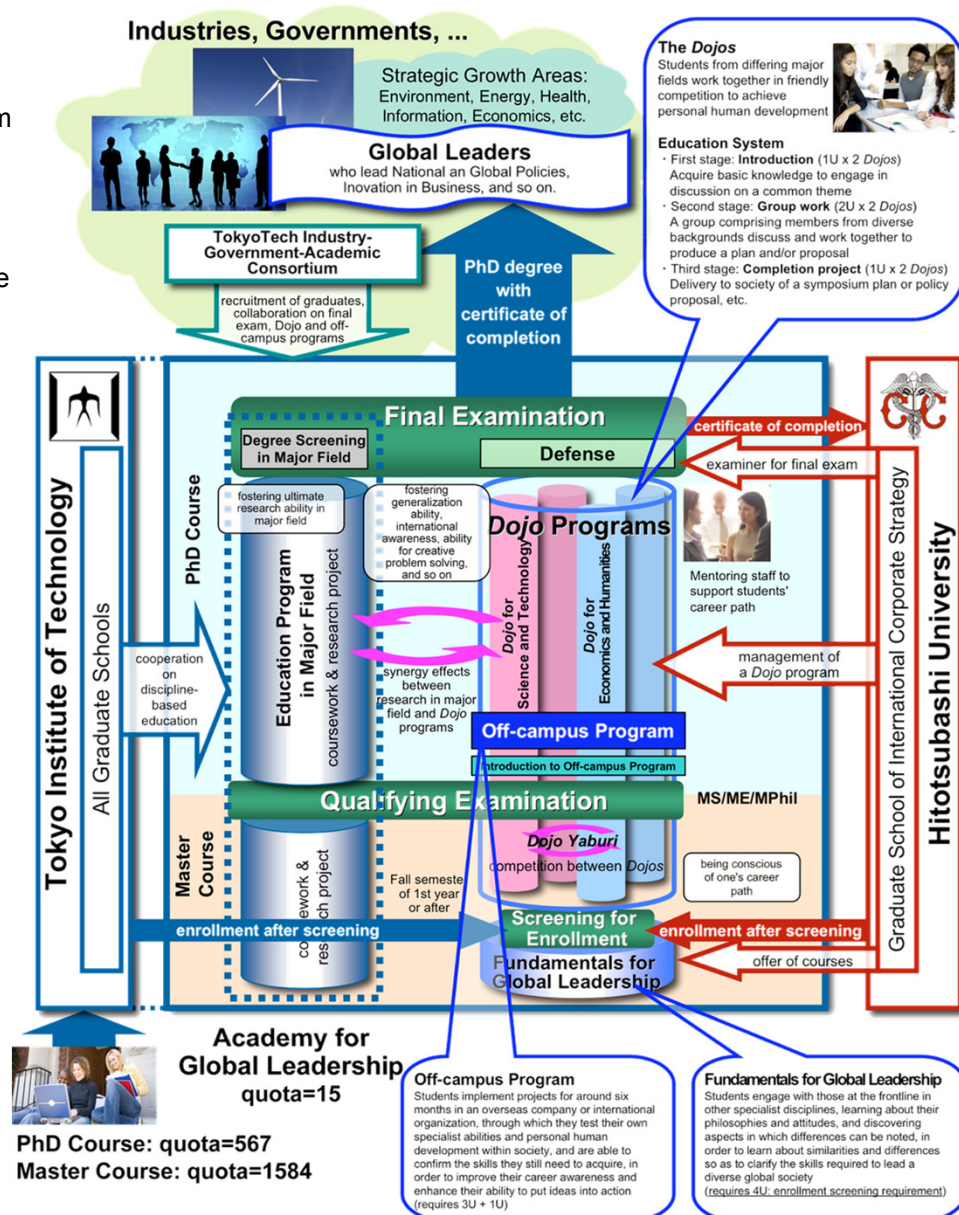 Industries, Governments, ...
Strategic Growth Areas:
Environment, Energy, Health,
Information, Economics, etc.
Global Leaders
who lead National an Global Policies,
Inovation in Business, and so on.
m
e
TokyoTech Industry-
Government-Academic
Consortium
recruitment of graduates,
collaboration on final
exam, Dojo and off-
campus programs
PhD degree
with
certificate of
completion
The Dojos
Students from differing major
fields work together in friendly
competition to achieve
personal human development
Education System
· First stage: Introduction (1U x 2 Dojos)
Acquire basic knowledge to engage in
discussion on a common theme
· Second stage: Group work (2U x 2 Dojos)
A group comprising members from diverse
backgrounds discuss and work together to
produce a plan and/or proposal
· Third stage: Completion project (1U x 2 Dojos)
Delivery to society of a symposium plan or policy
proposal, etc.
Tokyo Institute of Technology
All Graduate Schools
PhD Course
cooperation
on
discipline-
based education
Master
Course
Final Examination
Degree Screening
in Major Field
Defense
fostering ultimate
research ability in
major field
fostering
generalization
ability,
international
awareness, ability
for creative
problem solving,
and so on
Education Program
in Major Field
coursework & research project
synergy effects
between
research in major
field and Dojo
programs
Dojo Programs
Dojo for
Science and Technology
Dojo for
Economics and Humanities
Off-campus Program
Introduction to Off-campus Program
Qualifying Examination
MS/ME/MPhil
Dojo Yaburi
competition between Dojos
being conscious
of one's career
path
Fall semeste
of 1st year
or after
enrollment after screening
Screening for
Enrollment
Fundamentals for
Global Leadership
enrollment after screening
offer of courses
certificate of completion
examiner for final exam
Mentoring staff to
support students'
career path
management of
a Dojo program
CC
Graduate School of International Corporate Strategy
Hitotsubashi University
Academy for
Global Leadership
quota=15
PhD Course: quota=567
Master Course: quota=1584
Off-campus Program
Students implement projects for around six
months in an overseas company or international
organization, through which they test their own
specialist abilities and personal human
development within society, and are able to
confirm the skills they still need to acquire, in
order to improve their career awareness and
enhance their ability to put ideas into action
(requires 3U + 1U)
Fundamentals for Global Leadership
Students engage with those at the frontline in
other specialist disciplines, learning about their
philosophies and attitudes, and discovering
aspects in which differences can be noted, in
order to learn about similarities and differences
so as to clarify the skills required to lead a
diverse global society
(requires 4U: enrollment screening requirement)